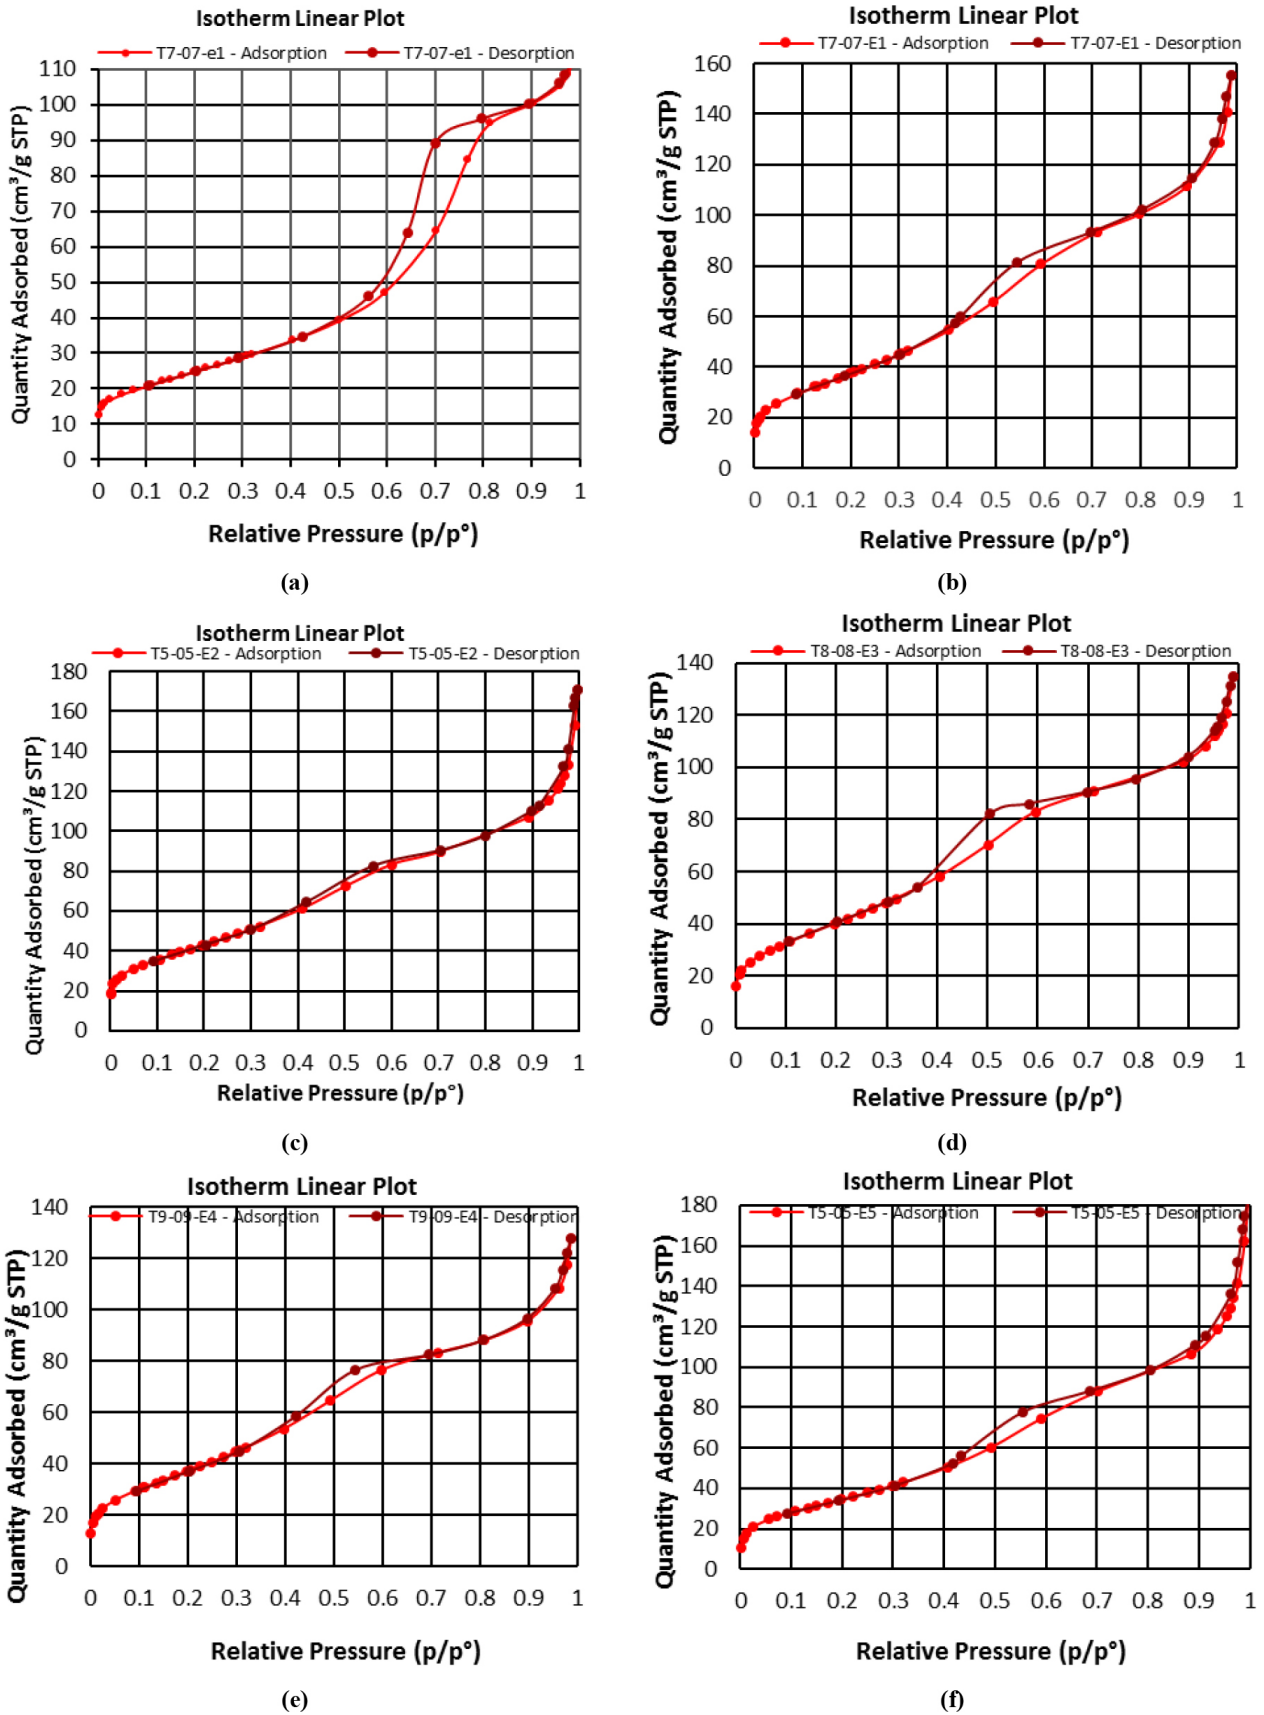 Isotherm Linear Plot
T7-07-e1 - Adsorption T7-07-e1 - Desorption
Quantity Adsorbed (cm³/g STP)
110
100
90
80
70
60
50
40
30
20
10
0
0 0.1 0.2 0.3 0.4 0.5 0.6 0.7 0.8 0.9 1
Relative Pressure (p/p°)
(a)
Isotherm Linear Plot
T7-07-E1 - Adsorption T7-07-E1 - Desorption
Quantity Adsorbed (cm³/g STP)
160
140
120
100
80
60
40
20
0
0 0.1 0.2 0.3 0.4 0.5 0.6 0.7 0.8 0.9 1
Relative Pressure (p/p°)
(b)
Isotherm Linear Plot
T5-05-E2 - Adsorption T5-05-E2 - Desorption
Quantity Adsorbed (cm³/g STP)
180
160
140
120
100
80
60
40
20
0
0 0.1 0.2 0.3 0.4 0.5 0.6 0.7 0.8 0.9 1
Relative Pressure (p/p°)
(c)
Isotherm Linear Plot
T8-08-E3 - Adsorption T8-08-E3 - Desorption
Quantity Adsorbed (cm³/g STP)
140
120
100
80
60
40
20
0
0 0.1 0.2 0.3 0.4 0.5 0.6 0.7 0.8 0.9 1
Relative Pressure (p/p°)
(d)
Isotherm Linear Plot
T9-09-E4 - Adsorption T9-09-E4 - Desorption
Quantity Adsorbed (cm³/g STP)
140
120
100
80
60
40
20
0
0 0.1 0.2 0.3 0.4 0.5 0.6 0.7 0.8 0.9 1
Relative Pressure (p/p°)
(e)
Isotherm Linear Plot
T5-05-E5 - Adsorption T5-05-E5 - Desorption
Quantity Adsorbed (cm³/g STP)
180
160
140
120
100
80
60
40
20
0
0 0.1 0.2 0.3 0.4 0.5 0.6 0.7 0.8 0.9 1
Relative Pressure (p/p°)
(f)